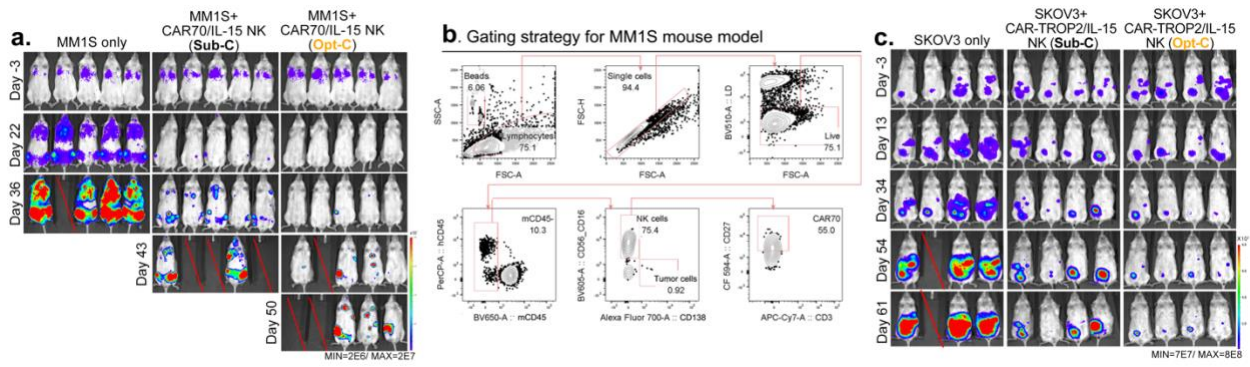 a.
MM1S only
MM1S+
CAR70/IL-15 NK
(Sub-C)
MM1S+
CAR70/IL-15 NK
(Opt-C)
Day -3
Day 22
Day 36
Day 43
Day 50
MIN=2E6/ MAX=2E7
b. Gating strategy for MM1S mouse model
Beads
6.06
Lymphocytes
75.1
SSC-A
FSC-A
Single cells
94.4
FSC-H
FSC-A
Live
75.1
BV510-A :: LD
FSC-A
mCD45-
10.3
PerCP-A :: hCD45
BV650-A :: mCD45
NK cells
75.4
Tumor cells
0.92
BV605-A :: CD56_CD16
Alexa Fluor 700-A :: CD138
CAR70
55.0
CF 594-A :: CD27
APC-Cy7-A :: CD3
c.
SKOV3 only
SKOV3+
CAR-TROP2/IL-15
NK (Sub-C)
SKOV3+
CAR-TROP2/IL-15
NK (Opt-C)
Day -3
Day 13
Day 34
Day 54
Day 61
MIN=7E7/ MAX=8E8